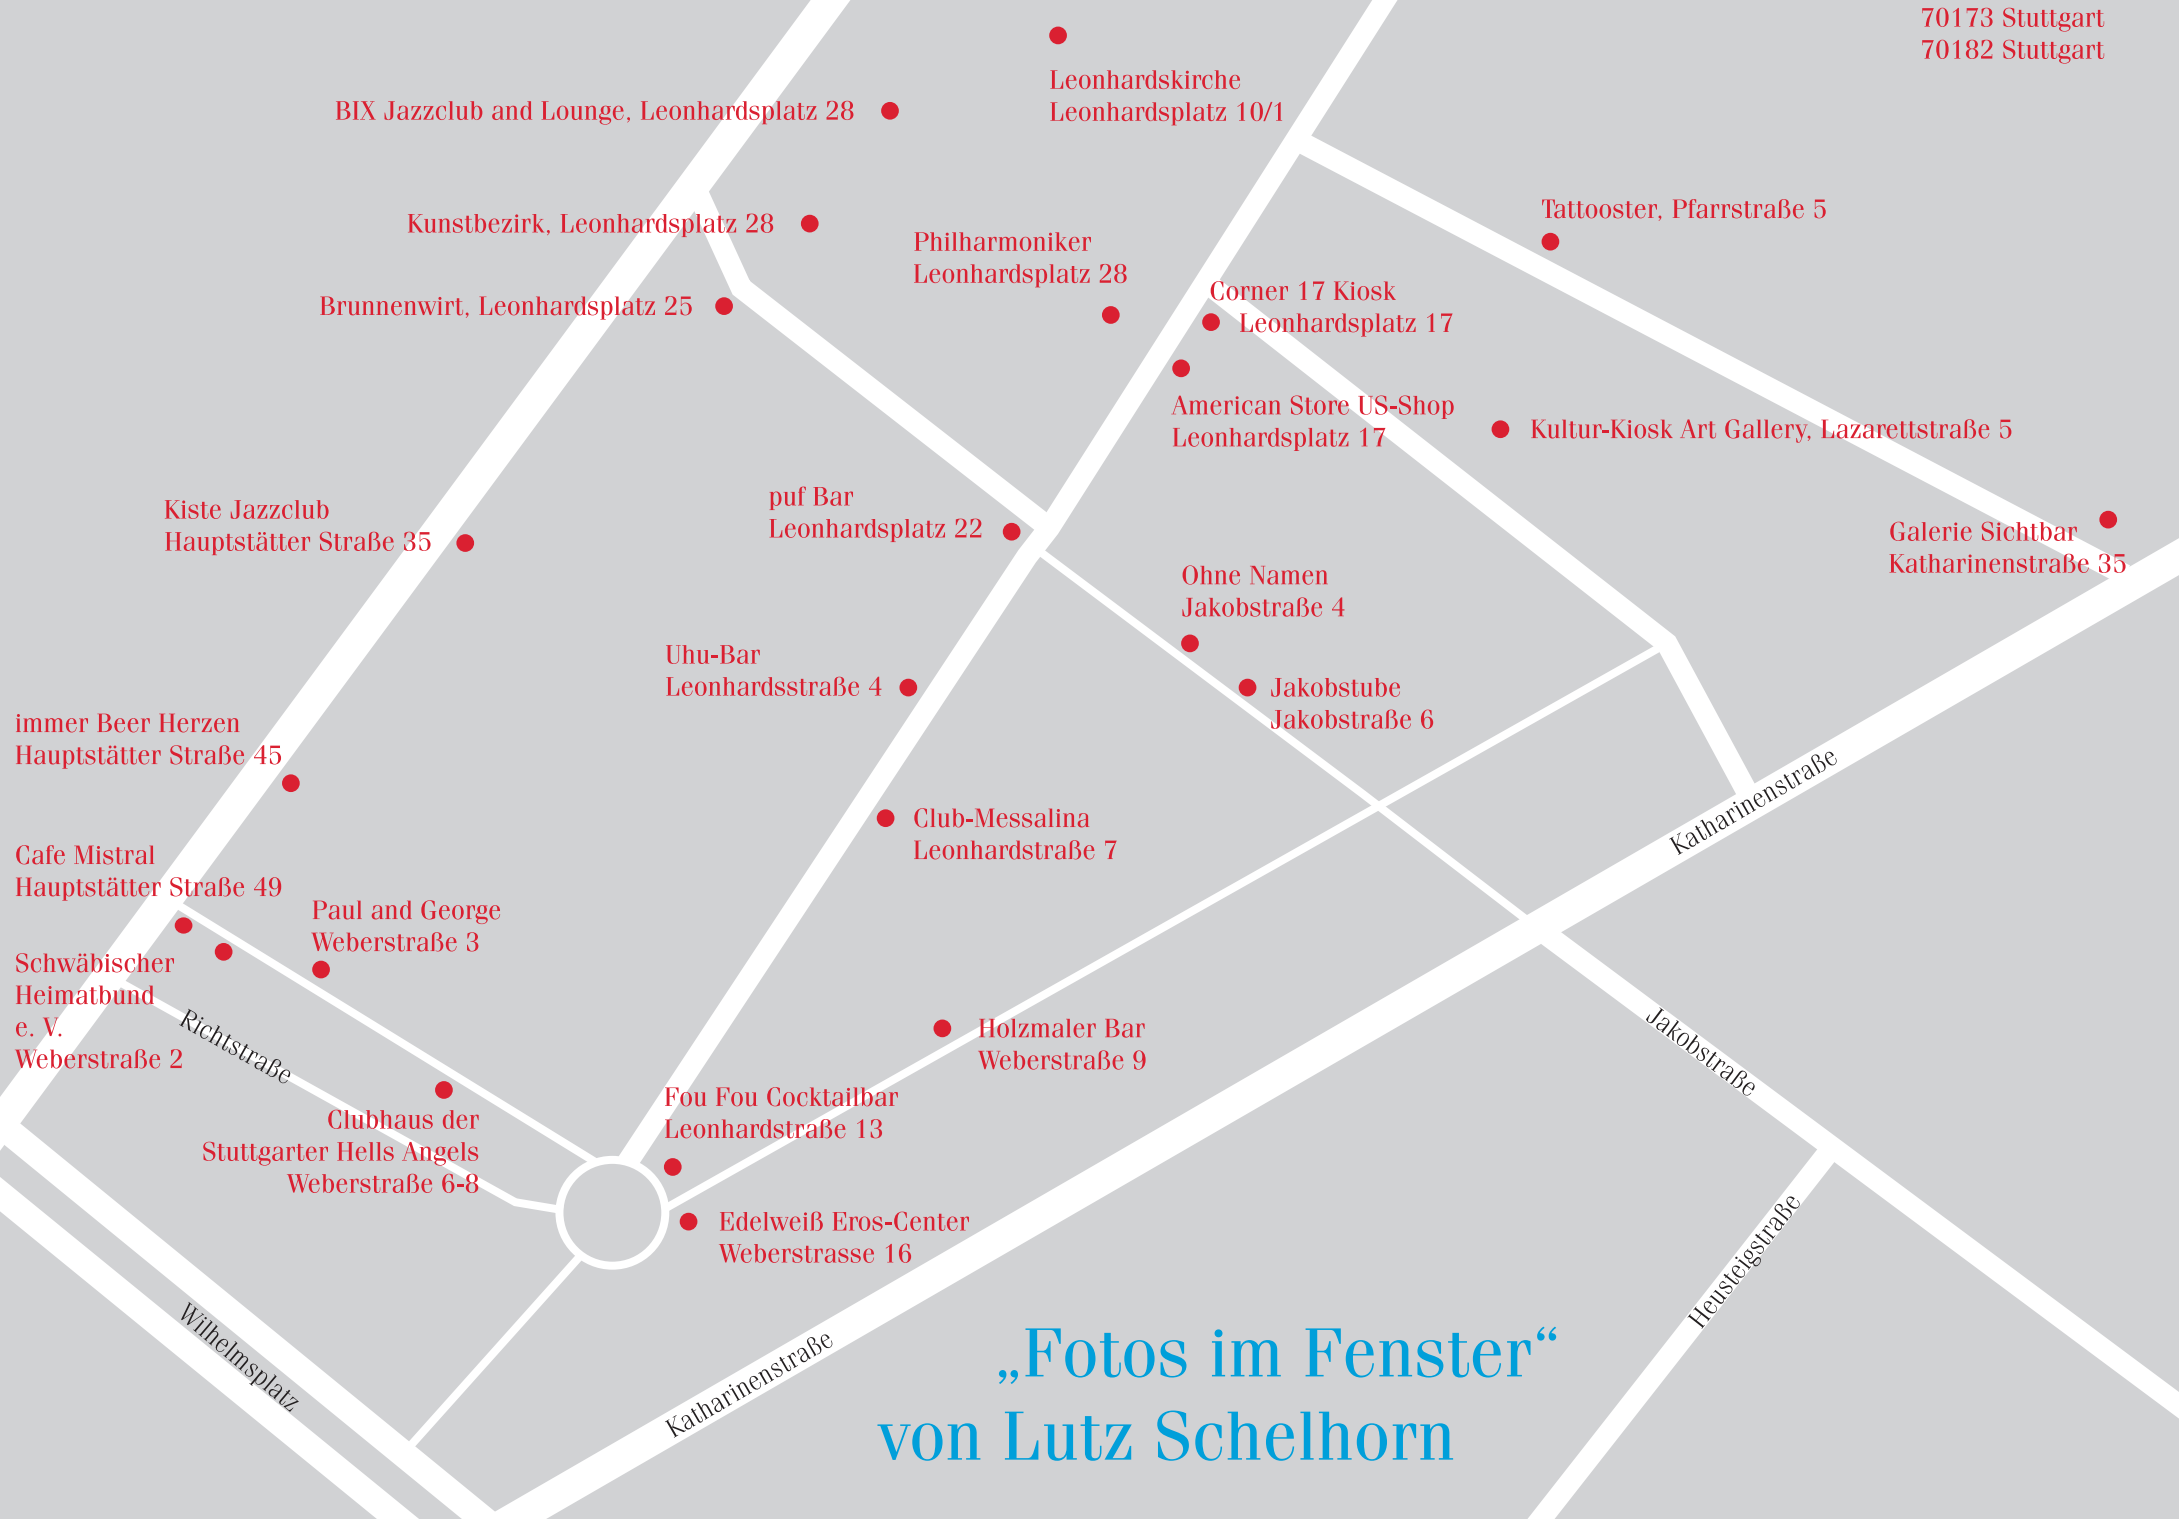 70173 Stuttgart
70182 Stuttgart
Leonhardskirche
Leonhardsplatz 10/1
BIX Jazzclub and Lounge, Leonhardsplatz 28
Tattooster, Pfarrstraße 5
Kunstbezirk, Leonhardsplatz 28
Philharmoniker
Leonhardsplatz 28
Corner 17 Kiosk
Leonhardsplatz 17
Brunnenwirt, Leonhardsplatz 25
American Store US-Shop
Leonhardsplatz 17
Kultur-Kiosk Art Gallery, Lazarettstraße 5
puf Bar
Leonhardsplatz 22
Kiste Jazzclub
Hauptstätter Straße 35
Galerie Sichtbar
Katharinenstraße 35
Ohne Namen
Jakobstraße 4
Uhu-Bar
Leonhardsstraße 4
Jakobstube
Jakobstraße 6
immer Beer Herzen
Hauptstätter Straße 45
Katharinenstraße
Club-Messalina
Leonhardstraße 7
Cafe Mistral
Hauptstätter Straße 49
Paul and George
Weberstraße 3
Schwäbischer
Heimatbund
e. V.
Weberstraße 2
Richtstraße
Holzmaler Bar
Weberstraße 9
Jakobstraße
Fou Fou Cocktailbar
Leonhardstraße 13
Clubhaus der
Stuttgarter Hells Angels
Weberstraße 6-8
Edelweiß Eros-Center
Weberstrasse 16
Heusteigstraße
Wilhelmsplatz
Katharinenstraße
„Fotos im Fenster“
von Lutz Schelhorn